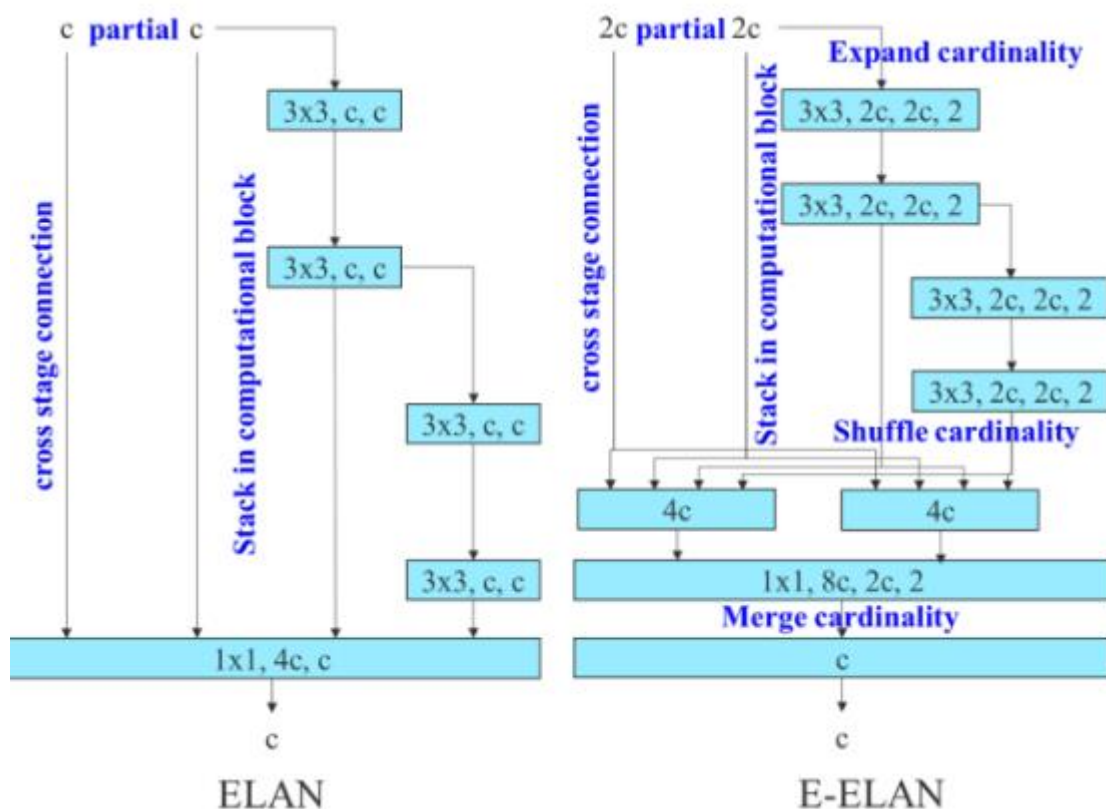 c partial c
3x3, c, c
cross stage connection
Stack in computational block
3x3, c, c
3x3, c, c
3x3, c, c
1x1, 4c, c
c
ELAN
2c partial 2c
Expand cardinality
3x3, 2c, 2c, 2
cross stage connection
Stack in computational block
3x3, 2c, 2c, 2
3x3, 2c, 2c, 2
3x3, 2c, 2c, 2
Shuffle cardinality
4c
4c
1x1, 8c, 2c, 2
Merge cardinality
c
c
E-ELAN